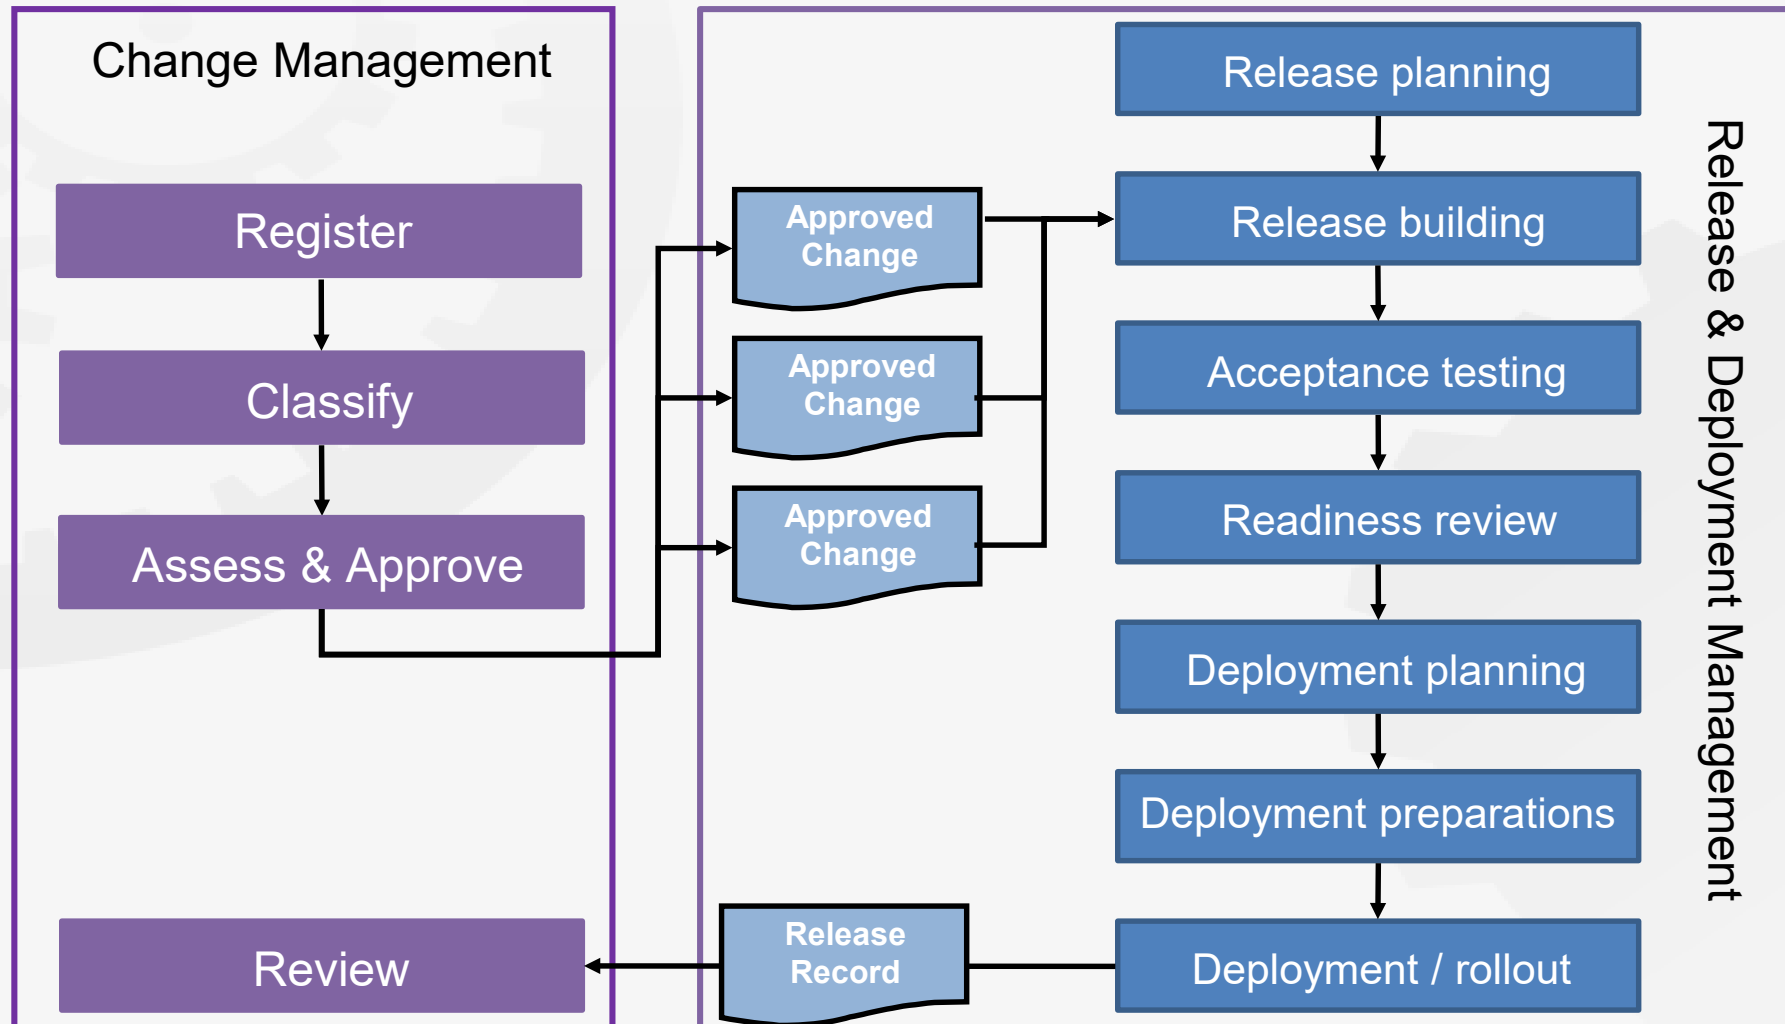 Change Management
Register
Classify
Assess & Approve
Review
Approved
Change
Approved
Change
Approved
Change
Release
Record
Release planning
Release building
Acceptance testing
Readiness review
Deployment planning
Deployment preparations
Deployment / rollout
Release & Deployment Management